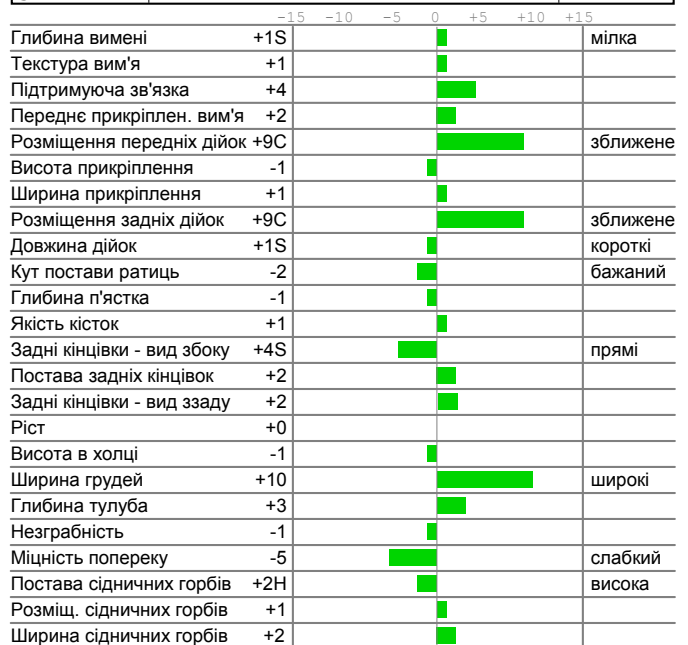 -15 -10 -5 0 +5 +10 +15
Глибина вимені +1S мілка
Текстура вим'я +1
Підтримуюча зв'язка +4
Переднє прикріплен. вим'я +2
Розміщення передніх дійок +9C зближене
Висота прикріплення -1
Ширина прикріплення +1
Розміщення задніх дійок +9C зближене
Довжина дійок +1S короткі
Кут постави ратиць -2 бажаний
Глибина п'ястка -1
Якість кісток +1
Задні кінцівки - вид збоку +4S прямі
Постава задніх кінцівок +2
Задні кінцівки - вид ззаду +2
Ріст +0
Висота в холці -1
Ширина грудей +10 широкі
Глибина тулуба +3
Незграбність -1
Міцність попереку -5 слабкий
Постава сідничних горбів +2H висока
Розміщ. сідничних горбів +1
Ширина сідничних горбів +2